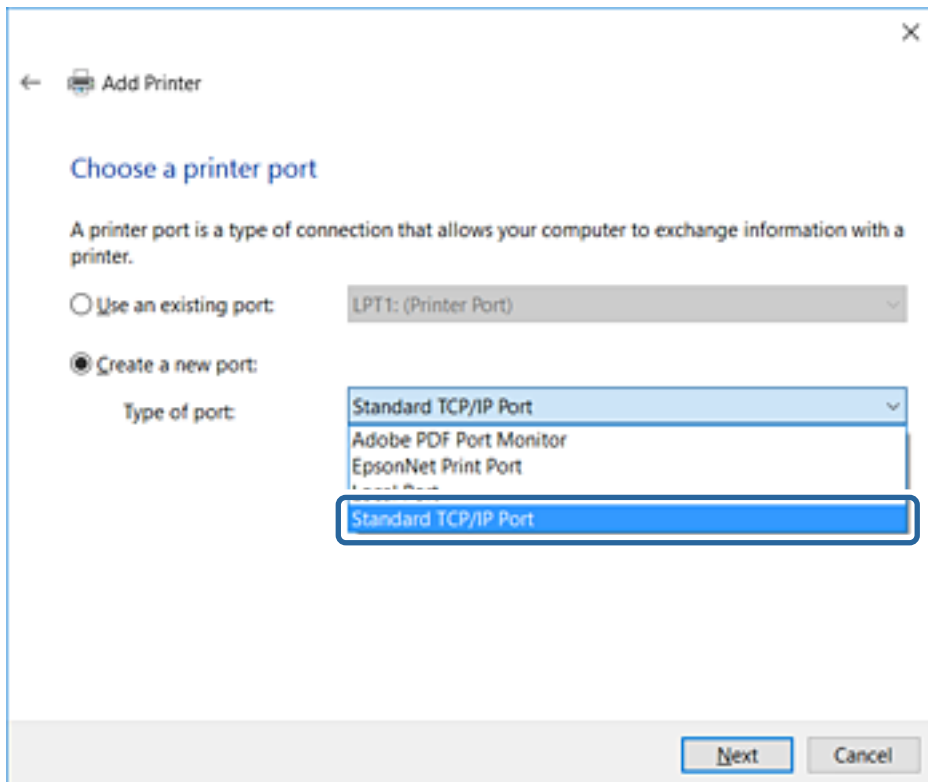 Add Printer
Choose a printer port
A printer port is a type of connection that allows your computer to exchange information with a
printer.
Use an existing port:
LPT1: (Printer Port)
Create a new port:
Type of port:
Standard TCP/IP Port
Adobe PDF Port Monitor
EpsonNet Print Port
Local Port
Standard TCP/IP Port
Next
Cancel